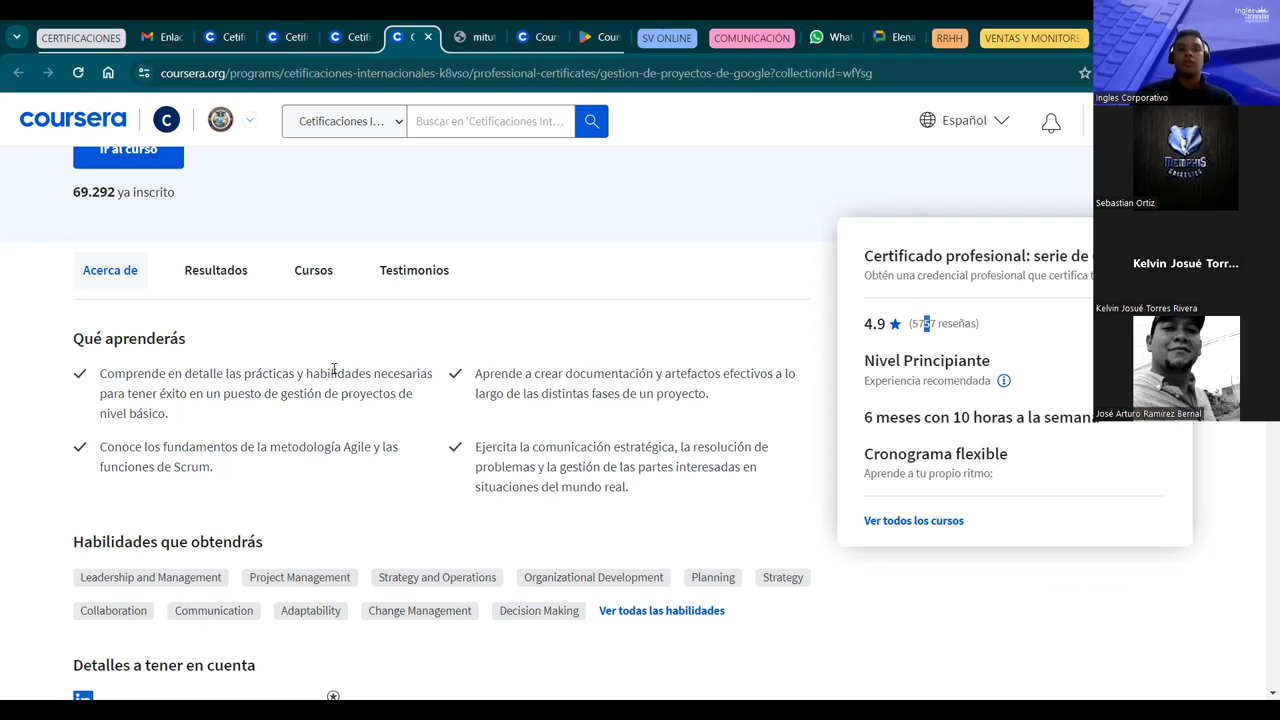 CERTIFICACIONES
Enlac
Cetifi
Cetifi
Cetifi
C
mitu
Cour
Cour
SV ONLINE
COMUNICACIÓN
What
Elena
RRHH
VENTAS Y MONITORE
coursera.org/programs/cetificaciones-internacionales-k8vso/professional-certificates/gestion-de-proyectos-de-google?collectionId=wfYsg
coursera
C
Cetificaciones I...
Buscar en 'Cetificaciones Int...
Español
Ir al curso
69.292 ya inscrito
Acerca de
Resultados
Cursos
Testimonios
Qué aprenderás
Comprende en detalle las prácticas y habilidades necesarias
para tener éxito en un puesto de gestión de proyectos de
nivel básico.
Aprende a crear documentación y artefactos efectivos a lo
largo de las distintas fases de un proyecto.
Conoce los fundamentos de la metodología Agile y las
funciones de Scrum.
Ejercita la comunicación estratégica, la resolución de
problemas y la gestión de las partes interesadas en
situaciones del mundo real.
Habilidades que obtendrás
Leadership and Management
Project Management
Strategy and Operations
Organizational Development
Planning
Strategy
Collaboration
Communication
Adaptability
Change Management
Decision Making
Ver todas las habilidades
Detalles a tener en cuenta
in
Certificado profesional: serie de
Obtén una credencial profesional que certifica t
4.9 ★ (5757 reseñas)
Nivel Principiante
Experiencia recomendada
6 meses con 10 horas a la semana
Cronograma flexible
Aprende a tu propio ritmo:
Ver todos los cursos
Inglés
Corporativo
Ingles Corporativo
MEMPHIS
GRIZZLIES
Sebastian Ortiz
Kelvin Josué Torr...
Kelvin Josué Torres Rivera
José Arturo Ramírez Bernal